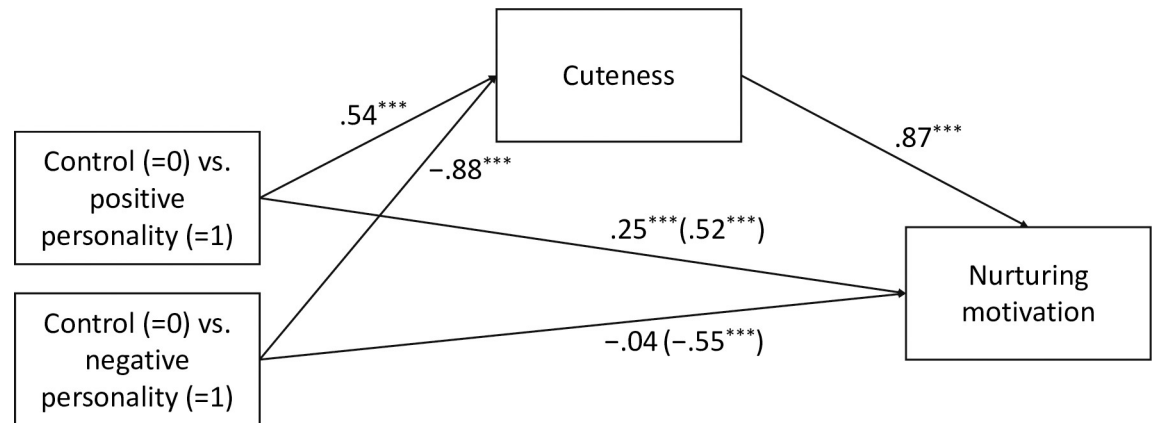 Cuteness
.54***
.87***
Control (=0) vs.
positive
personality (=1)
−.88***
.25***(.52***)
Nurturing
motivation
Control (=0) vs.
negative
personality (=1)
−.04 (−.55***)